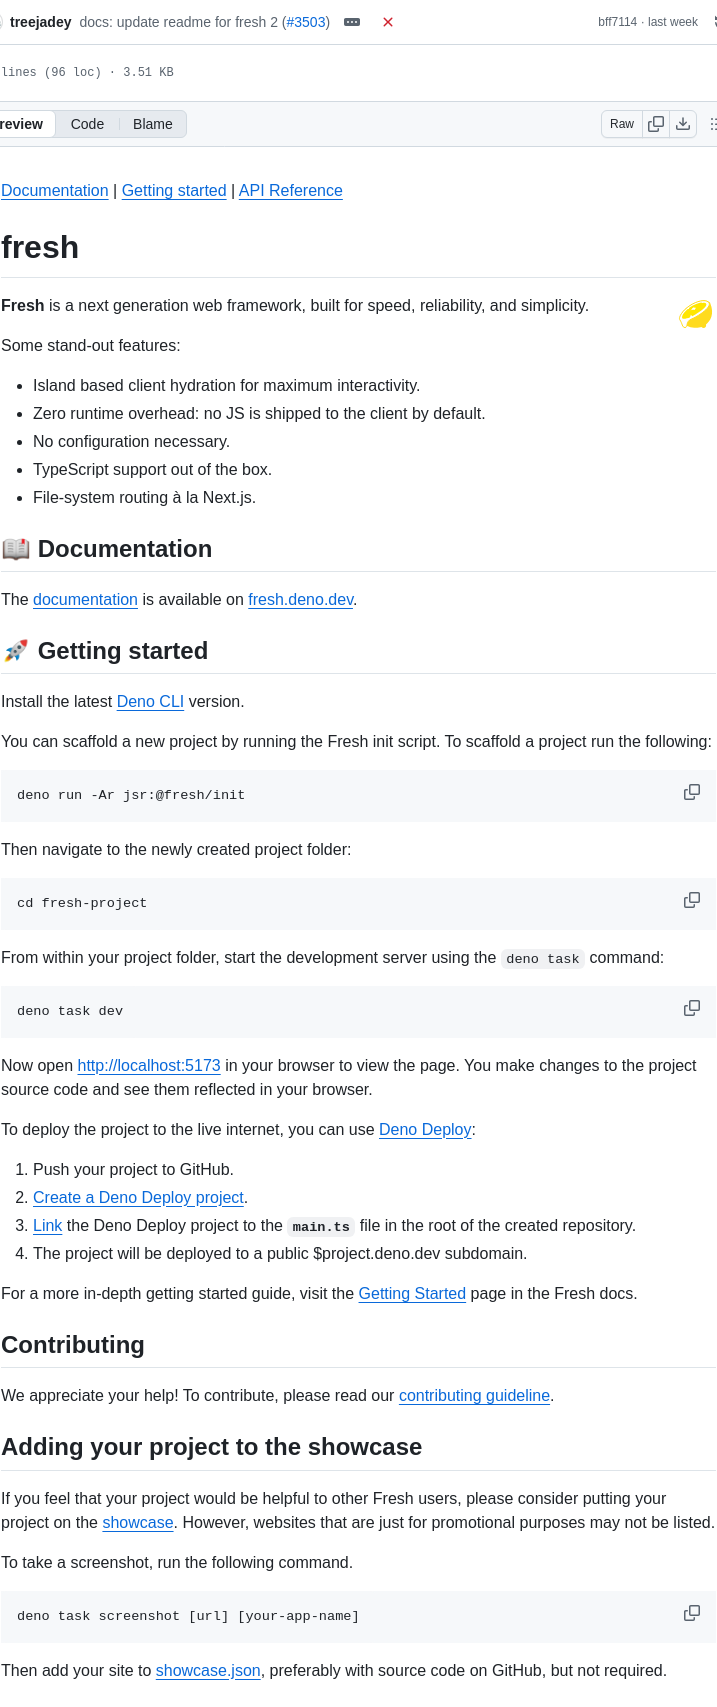 treejadey docs: update readme for fresh 2 (#3503)
bff7114 · last week
lines (96 loc) · 3.51 KB
review Code Blame
Raw
Documentation | Getting started | API Reference
fresh
Fresh is a next generation web framework, built for speed, reliability, and simplicity.
Some stand-out features:
• Island based client hydration for maximum interactivity.
• Zero runtime overhead: no JS is shipped to the client by default.
• No configuration necessary.
• TypeScript support out of the box.
• File-system routing à la Next.js.
📖 Documentation
The documentation is available on fresh.deno.dev.
🚀 Getting started
Install the latest Deno CLI version.
You can scaffold a new project by running the Fresh init script. To scaffold a project run the following:
deno run -Ar jsr:@fresh/init
Then navigate to the newly created project folder:
cd fresh-project
From within your project folder, start the development server using the deno task command:
deno task dev
Now open http://localhost:5173 in your browser to view the page. You make changes to the project
source code and see them reflected in your browser.
To deploy the project to the live internet, you can use Deno Deploy:
1. Push your project to GitHub.
2. Create a Deno Deploy project.
3. Link the Deno Deploy project to the main.ts file in the root of the created repository.
4. The project will be deployed to a public $project.deno.dev subdomain.
For a more in-depth getting started guide, visit the Getting Started page in the Fresh docs.
Contributing
We appreciate your help! To contribute, please read our contributing guideline.
Adding your project to the showcase
If you feel that your project would be helpful to other Fresh users, please consider putting your
project on the showcase. However, websites that are just for promotional purposes may not be listed.
To take a screenshot, run the following command.
deno task screenshot [url] [your-app-name]
Then add your site to showcase.json, preferably with source code on GitHub, but not required.